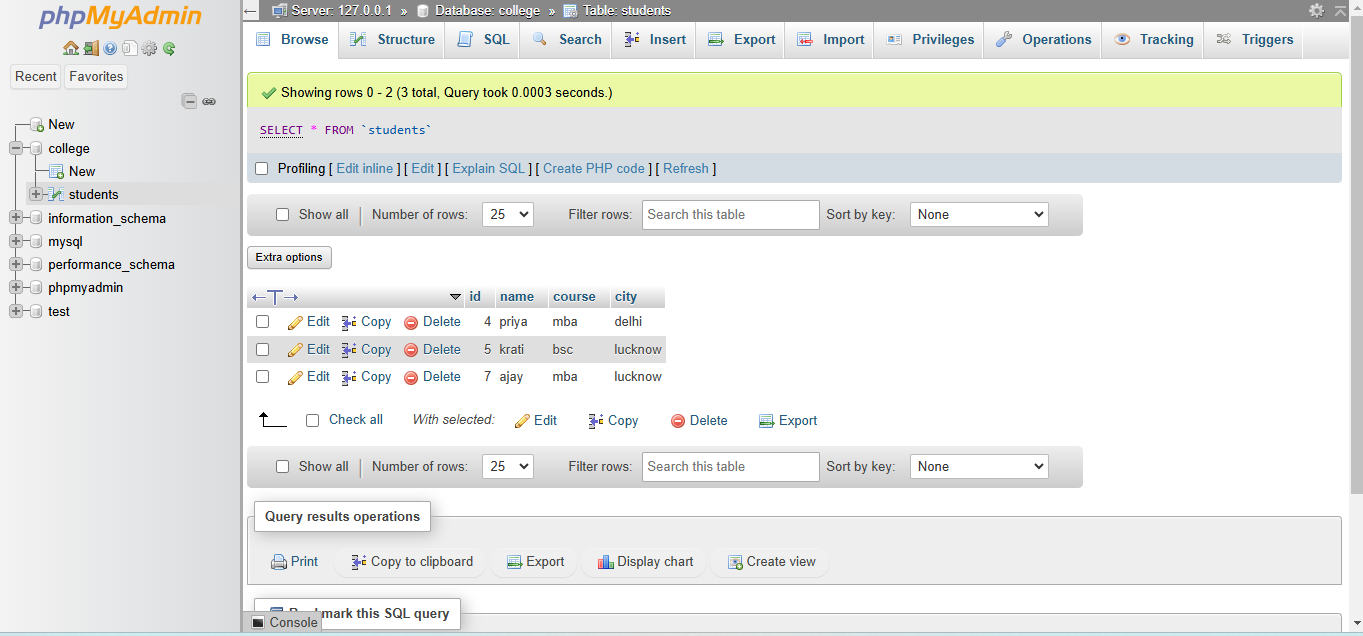 phpMyAdmin
Recent Favorites
New
college
New
students
information_schema
mysql
performance_schema
phpmyadmin
test
Server: 127.0.0.1 » Database: college » Table: students
Browse Structure SQL Search Insert Export Import Privileges Operations Tracking Triggers
Showing rows 0 - 2 (3 total, Query took 0.0003 seconds.)
SELECT * FROM `students`
Profiling [ Edit inline ] [ Edit ] [ Explain SQL ] [ Create PHP code ] [ Refresh ]
Show all | Number of rows: 25 Filter rows: Search this table Sort by key: None
Extra options
←T→ id name course city
Edit Copy Delete 4 priya mba delhi
Edit Copy Delete 5 krati bsc lucknow
Edit Copy Delete 7 ajay mba lucknow
Check all With selected: Edit Copy Delete Export
Show all | Number of rows: 25 Filter rows: Search this table Sort by key: None
Query results operations
Print Copy to clipboard Export Display chart Create view
mark this SQL query
Console